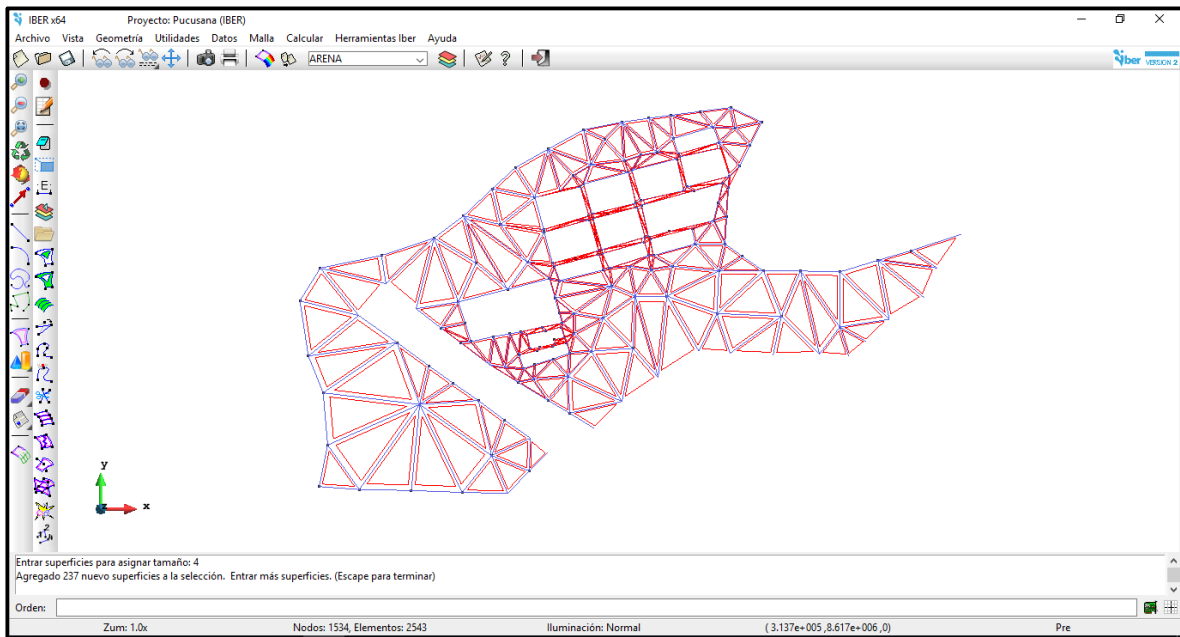 IBER x64 Proyecto: Pucusana (IBER)
Archivo Vista Geometría Utilidades Datos Malla Calcular Herramientas Iber Ayuda
ARENA
iber VERSION 2
:E:
y
z x
Entrar superficies para asignar tamaño: 4
Agregado 237 nuevo superficies a la selección. Entrar más superficies. (Escape para terminar)
Orden:
Zum: 1.0x Nodos: 1534, Elementos: 2543 Iluminación: Normal ( 3.137e+005 ,8.617e+006 ,0) Pre